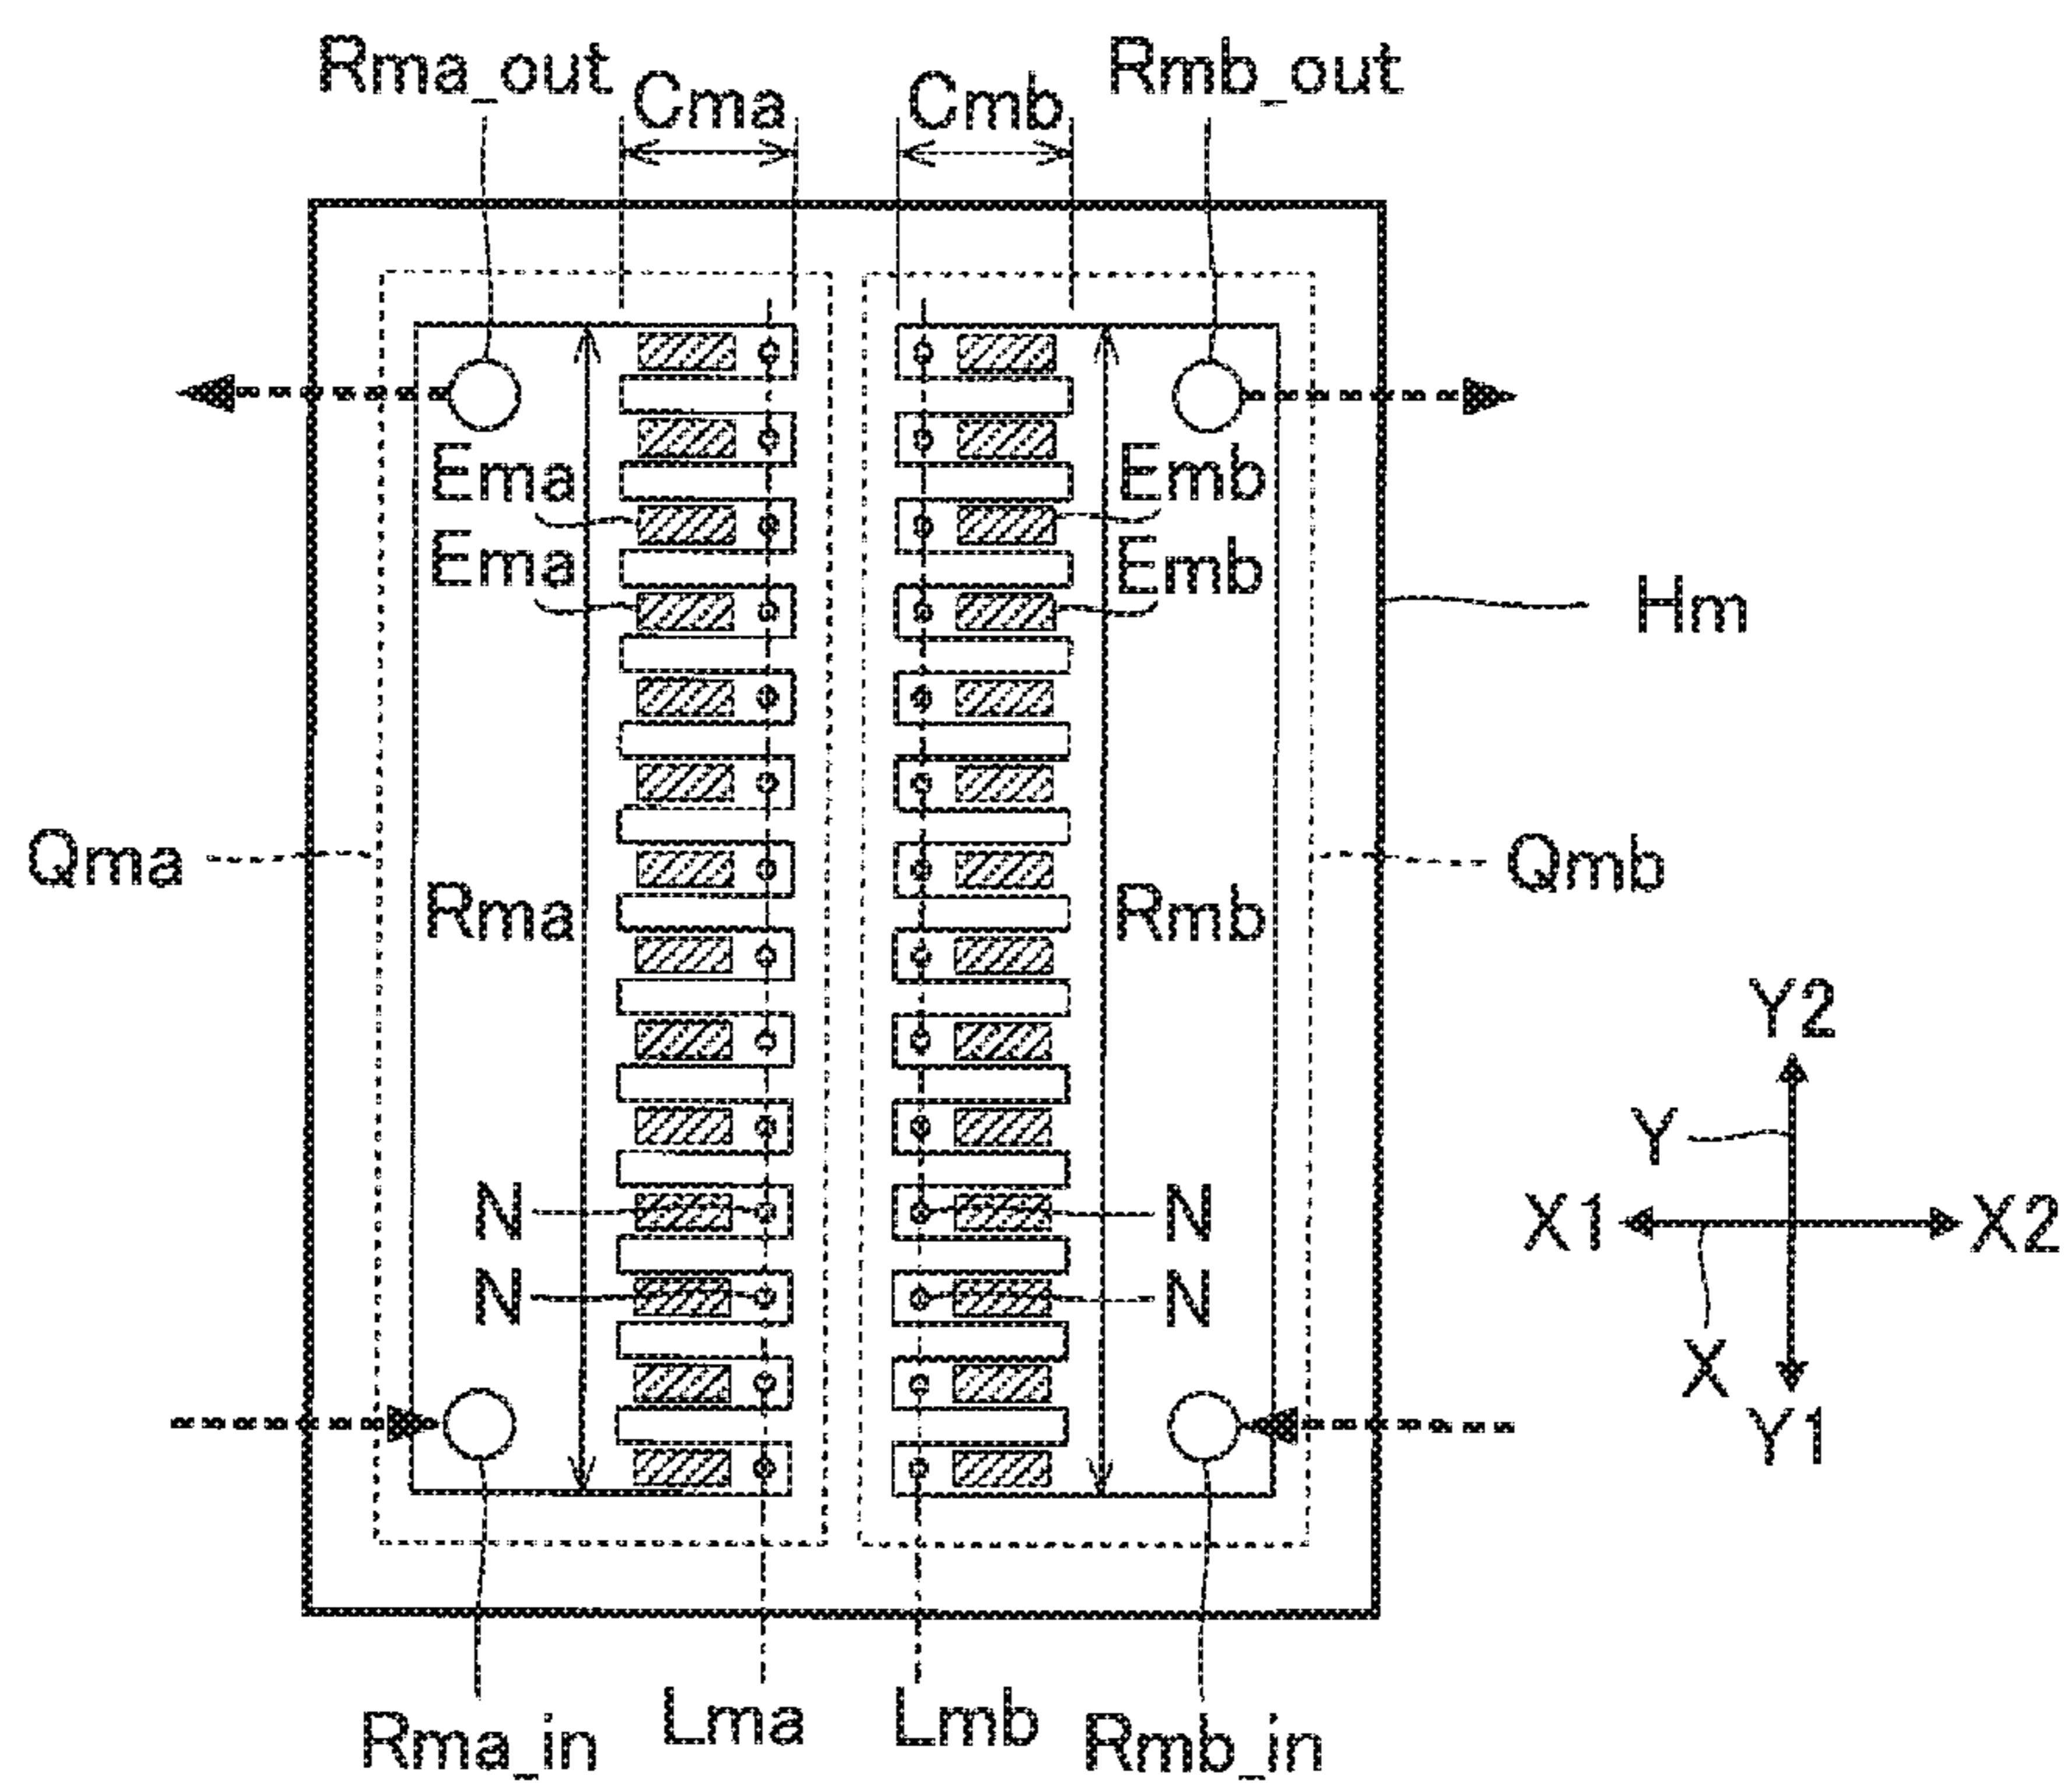 Rma_out Cma Cmb Rmb_out
Ema Emb
Ema Emb
Hm
Qma Qmb
Rma Rmb
Y2
Y
N N
X1 X2
N N
X
Y1
Rma_in Lma Lmb Rmb_in